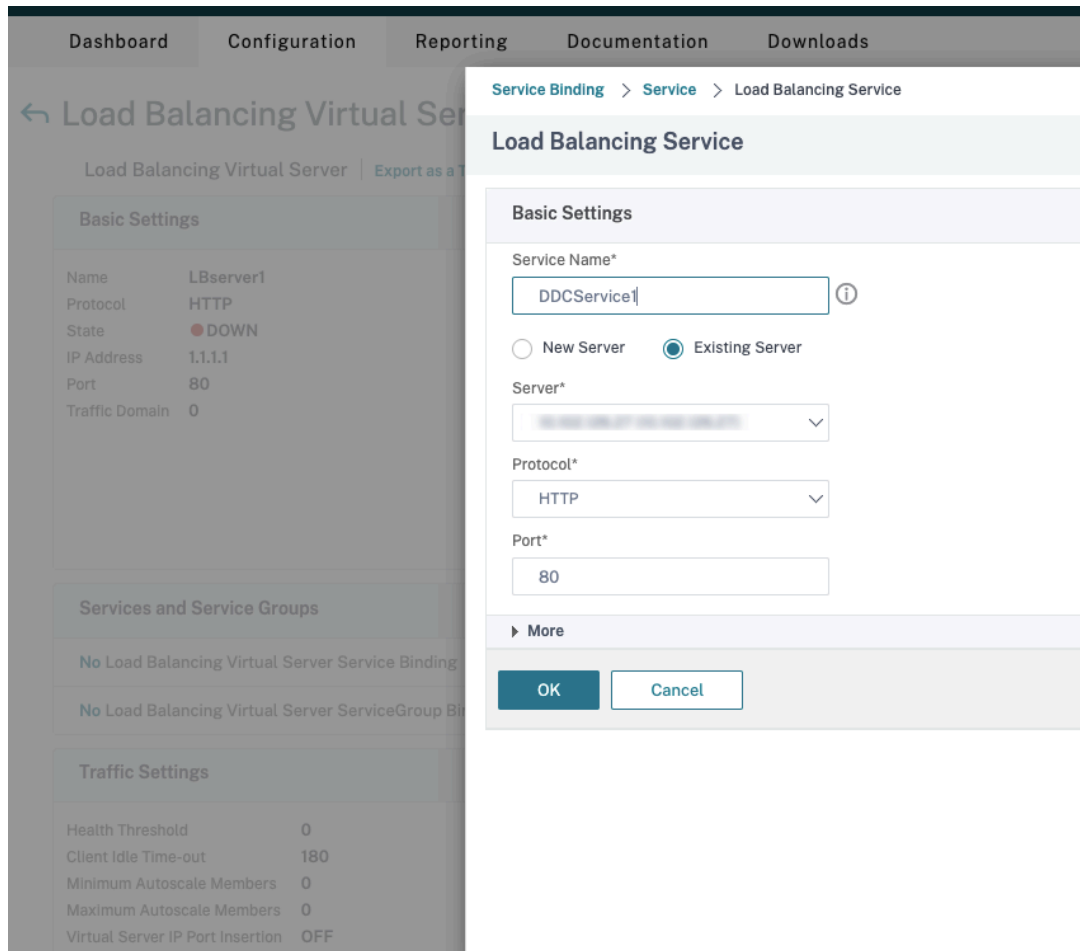 Dashboard Configuration Reporting Documentation Downloads
Load Balancing Virtual Ser
Load Balancing Virtual Server Export as a T
Basic Settings
Name LBserver1
Protocol HTTP
State DOWN
IP Address 1.1.1.1
Port 80
Traffic Domain 0
Services and Service Groups
No Load Balancing Virtual Server Service Binding
No Load Balancing Virtual Server ServiceGroup Bi
Traffic Settings
Health Threshold 0
Client Idle Time-out 180
Minimum Autoscale Members 0
Maximum Autoscale Members 0
Virtual Server IP Port Insertion OFF
Service Binding > Service > Load Balancing Service
Load Balancing Service
Basic Settings
Service Name*
DDCService1
New Server Existing Server
Server*
Protocol*
HTTP
Port*
80
More
OK Cancel